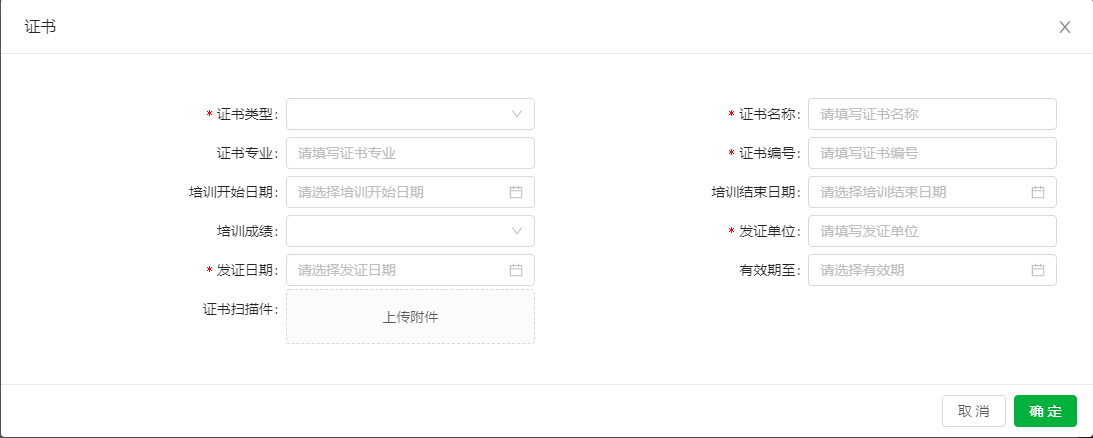 证书
* 证书类型:
* 证书名称: 请填写证书名称
证书专业: 请填写证书专业
* 证书编号: 请填写证书编号
培训开始日期: 请选择培训开始日期
培训结束日期: 请选择培训结束日期
培训成绩:
* 发证单位: 请填写发证单位
* 发证日期: 请选择发证日期
有效期至: 请选择有效期
证书扫描件: 上传附件
取 消
确 定